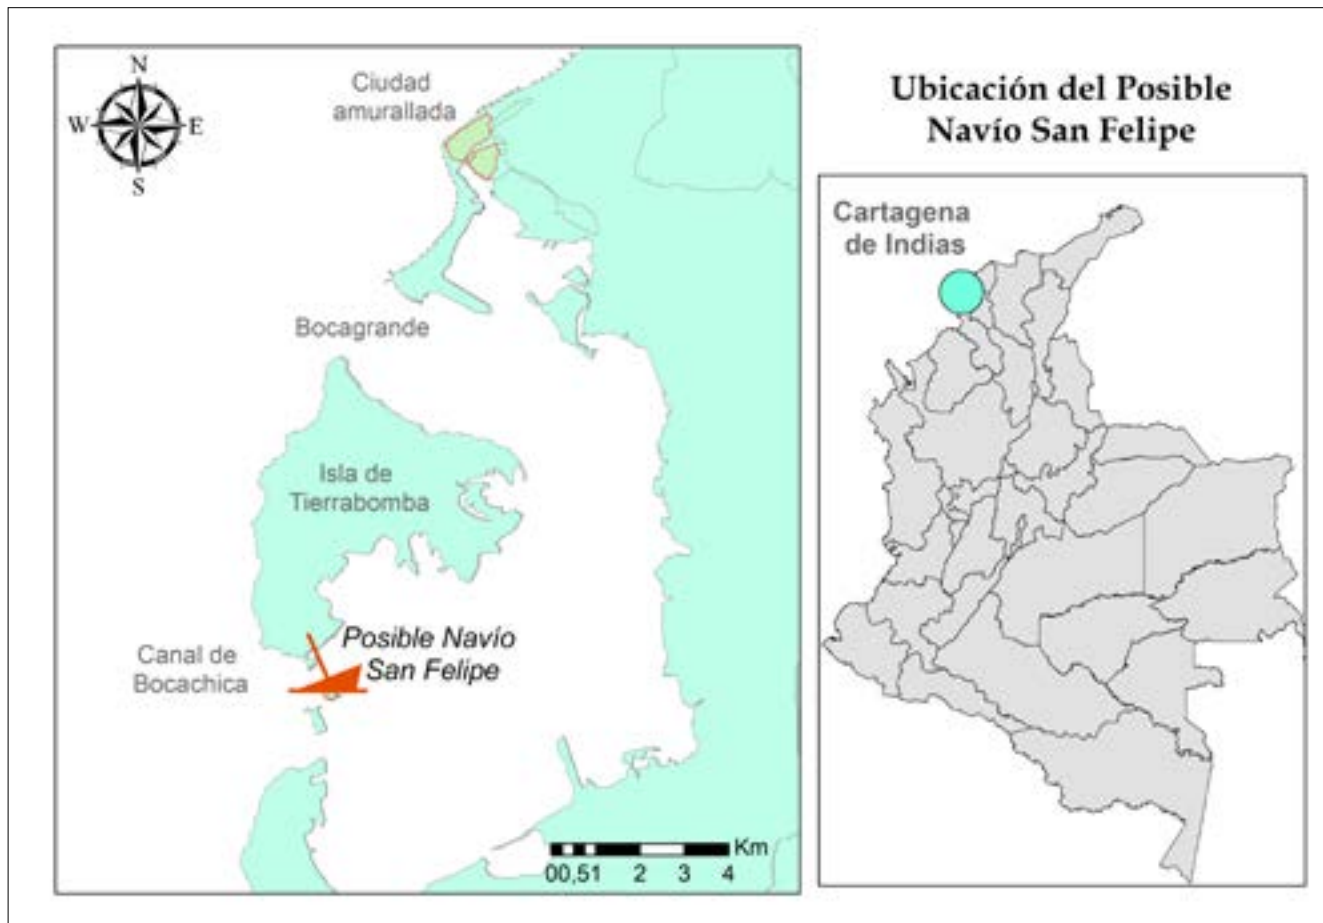 N
W E
S
Ciudad
amurallada
Bocagrande
Isla de
Tierrabomba
Posible Navío
San Felipe
Canal de
Bocachica
Km
00,51 2 3 4
Ubicación del Posible
Navío San Felipe
Cartagena
de Indias